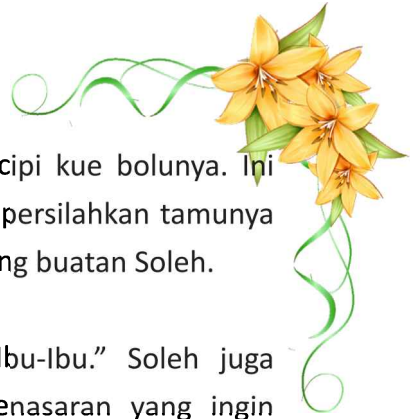 cipi kue bolunya. Ini
persilahkan tamunya
ng buatan Soleh.
Ibu-Ibu.” Soleh juga
enasaran yang ingin